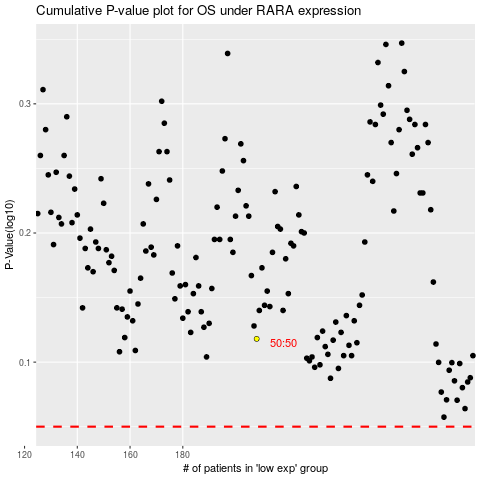 Cumulative P-value plot for OS under RARA expression
P-Value(log10)
0.3
0.2
0.1
50:50
120 140 160 180
# of patients in 'low exp' group